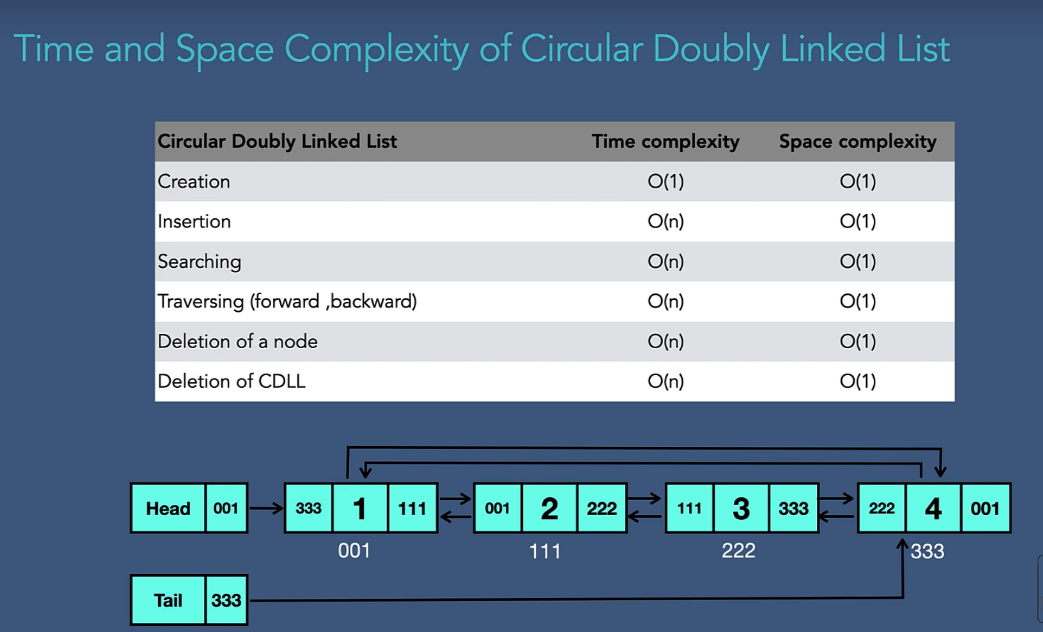 Time and Space Complexity of Circular Doubly Linked List
Circular Doubly Linked List Time complexity Space complexity
Creation O(1) O(1)
Insertion O(n) O(1)
Searching O(n) O(1)
Traversing (forward ,backward) O(n) O(1)
Deletion of a node O(n) O(1)
Deletion of CDLL O(n) O(1)
Head 001 333 1 111 001 2 222 111 3 333 222 4 001
001 111 222 333
Tail 333